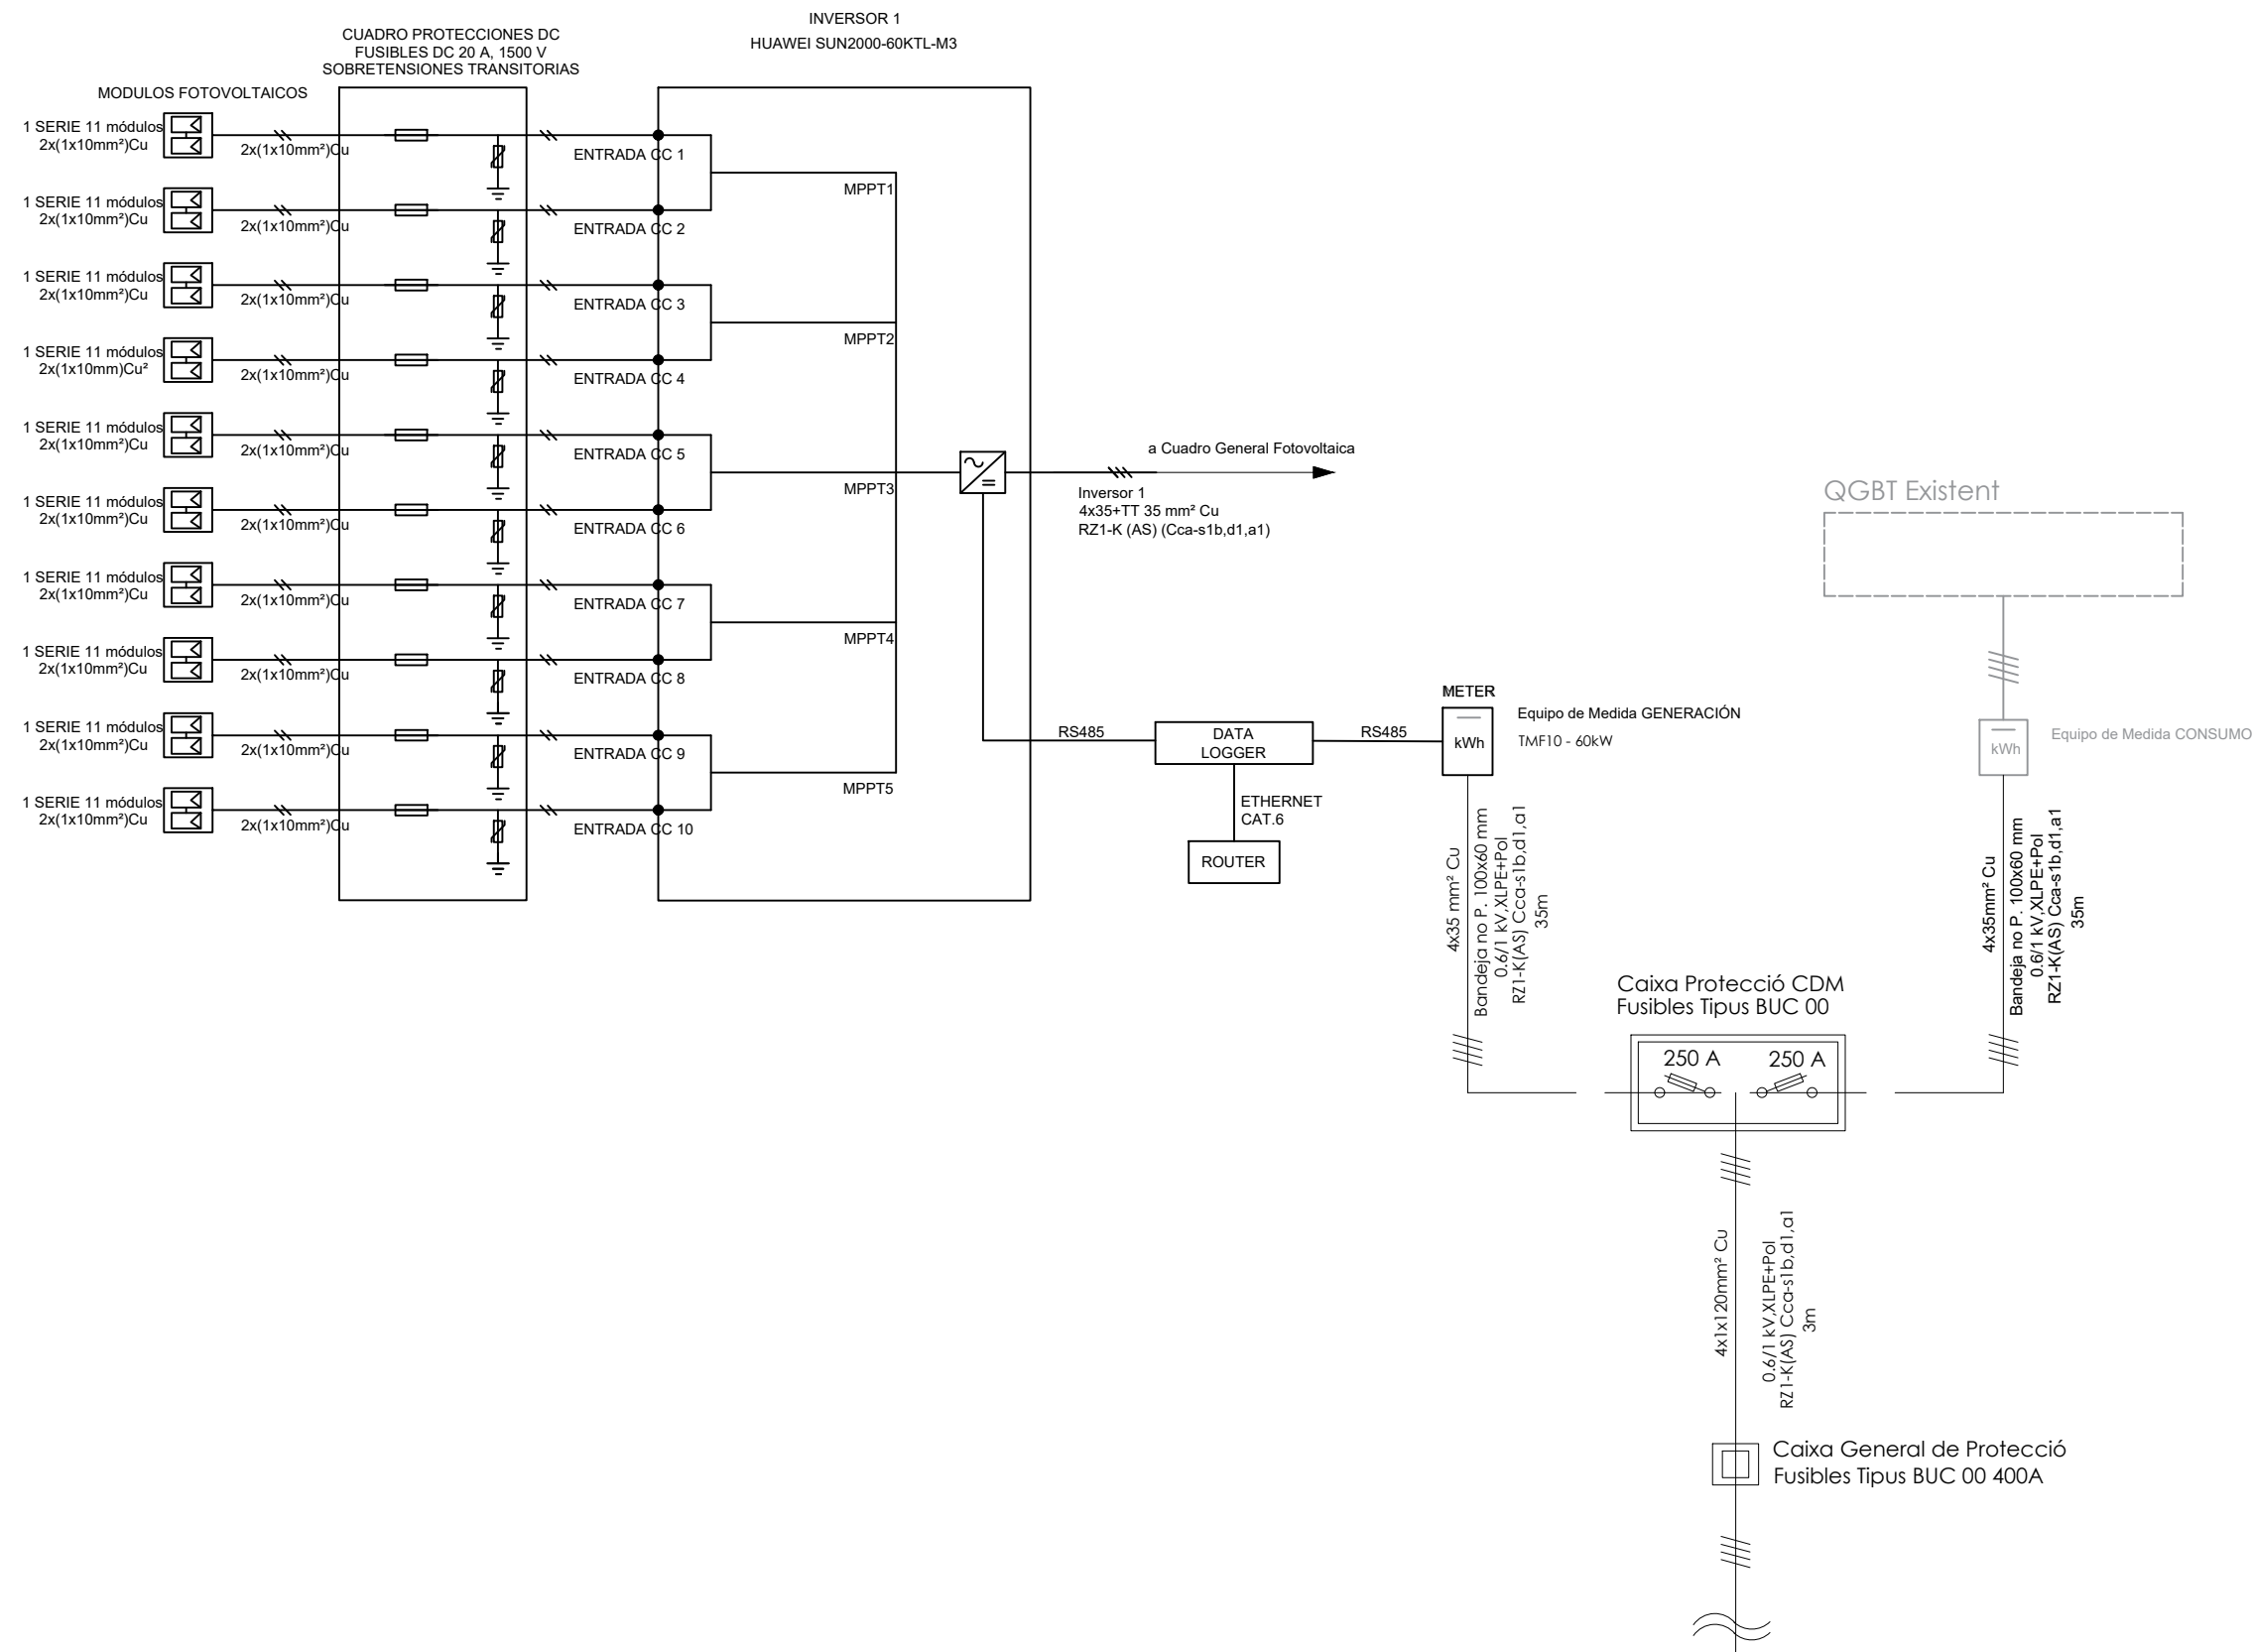 INVERSOR 1
HUAWEI SUN2000-60KTL-M3
CUADRO PROTECCIONES DC
FUSIBLES DC 20 A, 1500 V
SOBRETENSIONES TRANSITORIAS
MODULOS FOTOVOLTAICOS
1 SERIE 11 módulos
2x(1x10mm²)Cu
2x(1x10mm²)Cu
ENTRADA CC 1
MPPT1
1 SERIE 11 módulos
2x(1x10mm²)Cu
2x(1x10mm²)Cu
ENTRADA CC 2
1 SERIE 11 módulos
2x(1x10mm²)Cu
2x(1x10mm²)Cu
ENTRADA CC 3
MPPT2
1 SERIE 11 módulos
2x(1x10mm)Cu²
2x(1x10mm²)Cu
ENTRADA CC 4
1 SERIE 11 módulos
2x(1x10mm²)Cu
2x(1x10mm²)Cu
ENTRADA CC 5
MPPT3
1 SERIE 11 módulos
2x(1x10mm²)Cu
2x(1x10mm²)Cu
ENTRADA CC 6
1 SERIE 11 módulos
2x(1x10mm²)Cu
2x(1x10mm²)Cu
ENTRADA CC 7
MPPT4
1 SERIE 11 módulos
2x(1x10mm²)Cu
2x(1x10mm²)Cu
ENTRADA CC 8
1 SERIE 11 módulos
2x(1x10mm²)Cu
2x(1x10mm²)Cu
ENTRADA CC 9
MPPT5
1 SERIE 11 módulos
2x(1x10mm²)Cu
2x(1x10mm²)Cu
ENTRADA CC 10
a Cuadro General Fotovoltaica
Inversor 1
4x35+TT 35 mm² Cu
RZ1-K (AS) (Cca-s1b,d1,a1)
QGBT Existent
RS485
DATA
LOGGER
RS485
METER
kWh
Equipo de Medida GENERACIÓN
TMF10 - 60kW
kWh
Equipo de Medida CONSUMO
ETHERNET
CAT.6
ROUTER
4x35 mm² Cu
Bandeja no P. 100x60 mm
0.6/1 kV,XLPE+Pol
RZ1-K(AS) Cca-s1b,d1,a1
35m
4x35mm² Cu
Bandeja no P. 100x60 mm
0.6/1 kV,XLPE+Pol
RZ1-K(AS) Cca-s1b,d1,a1
35m
Caixa Protecció CDM
Fusibles Tipus BUC 00
250 A
250 A
4x1x120mm² Cu
0.6/1 kV,XLPE+Pol
RZ1-K(AS) Cca-s1b,d1,a1
3m
Caixa General de Protecció
Fusibles Tipus BUC 00 400A